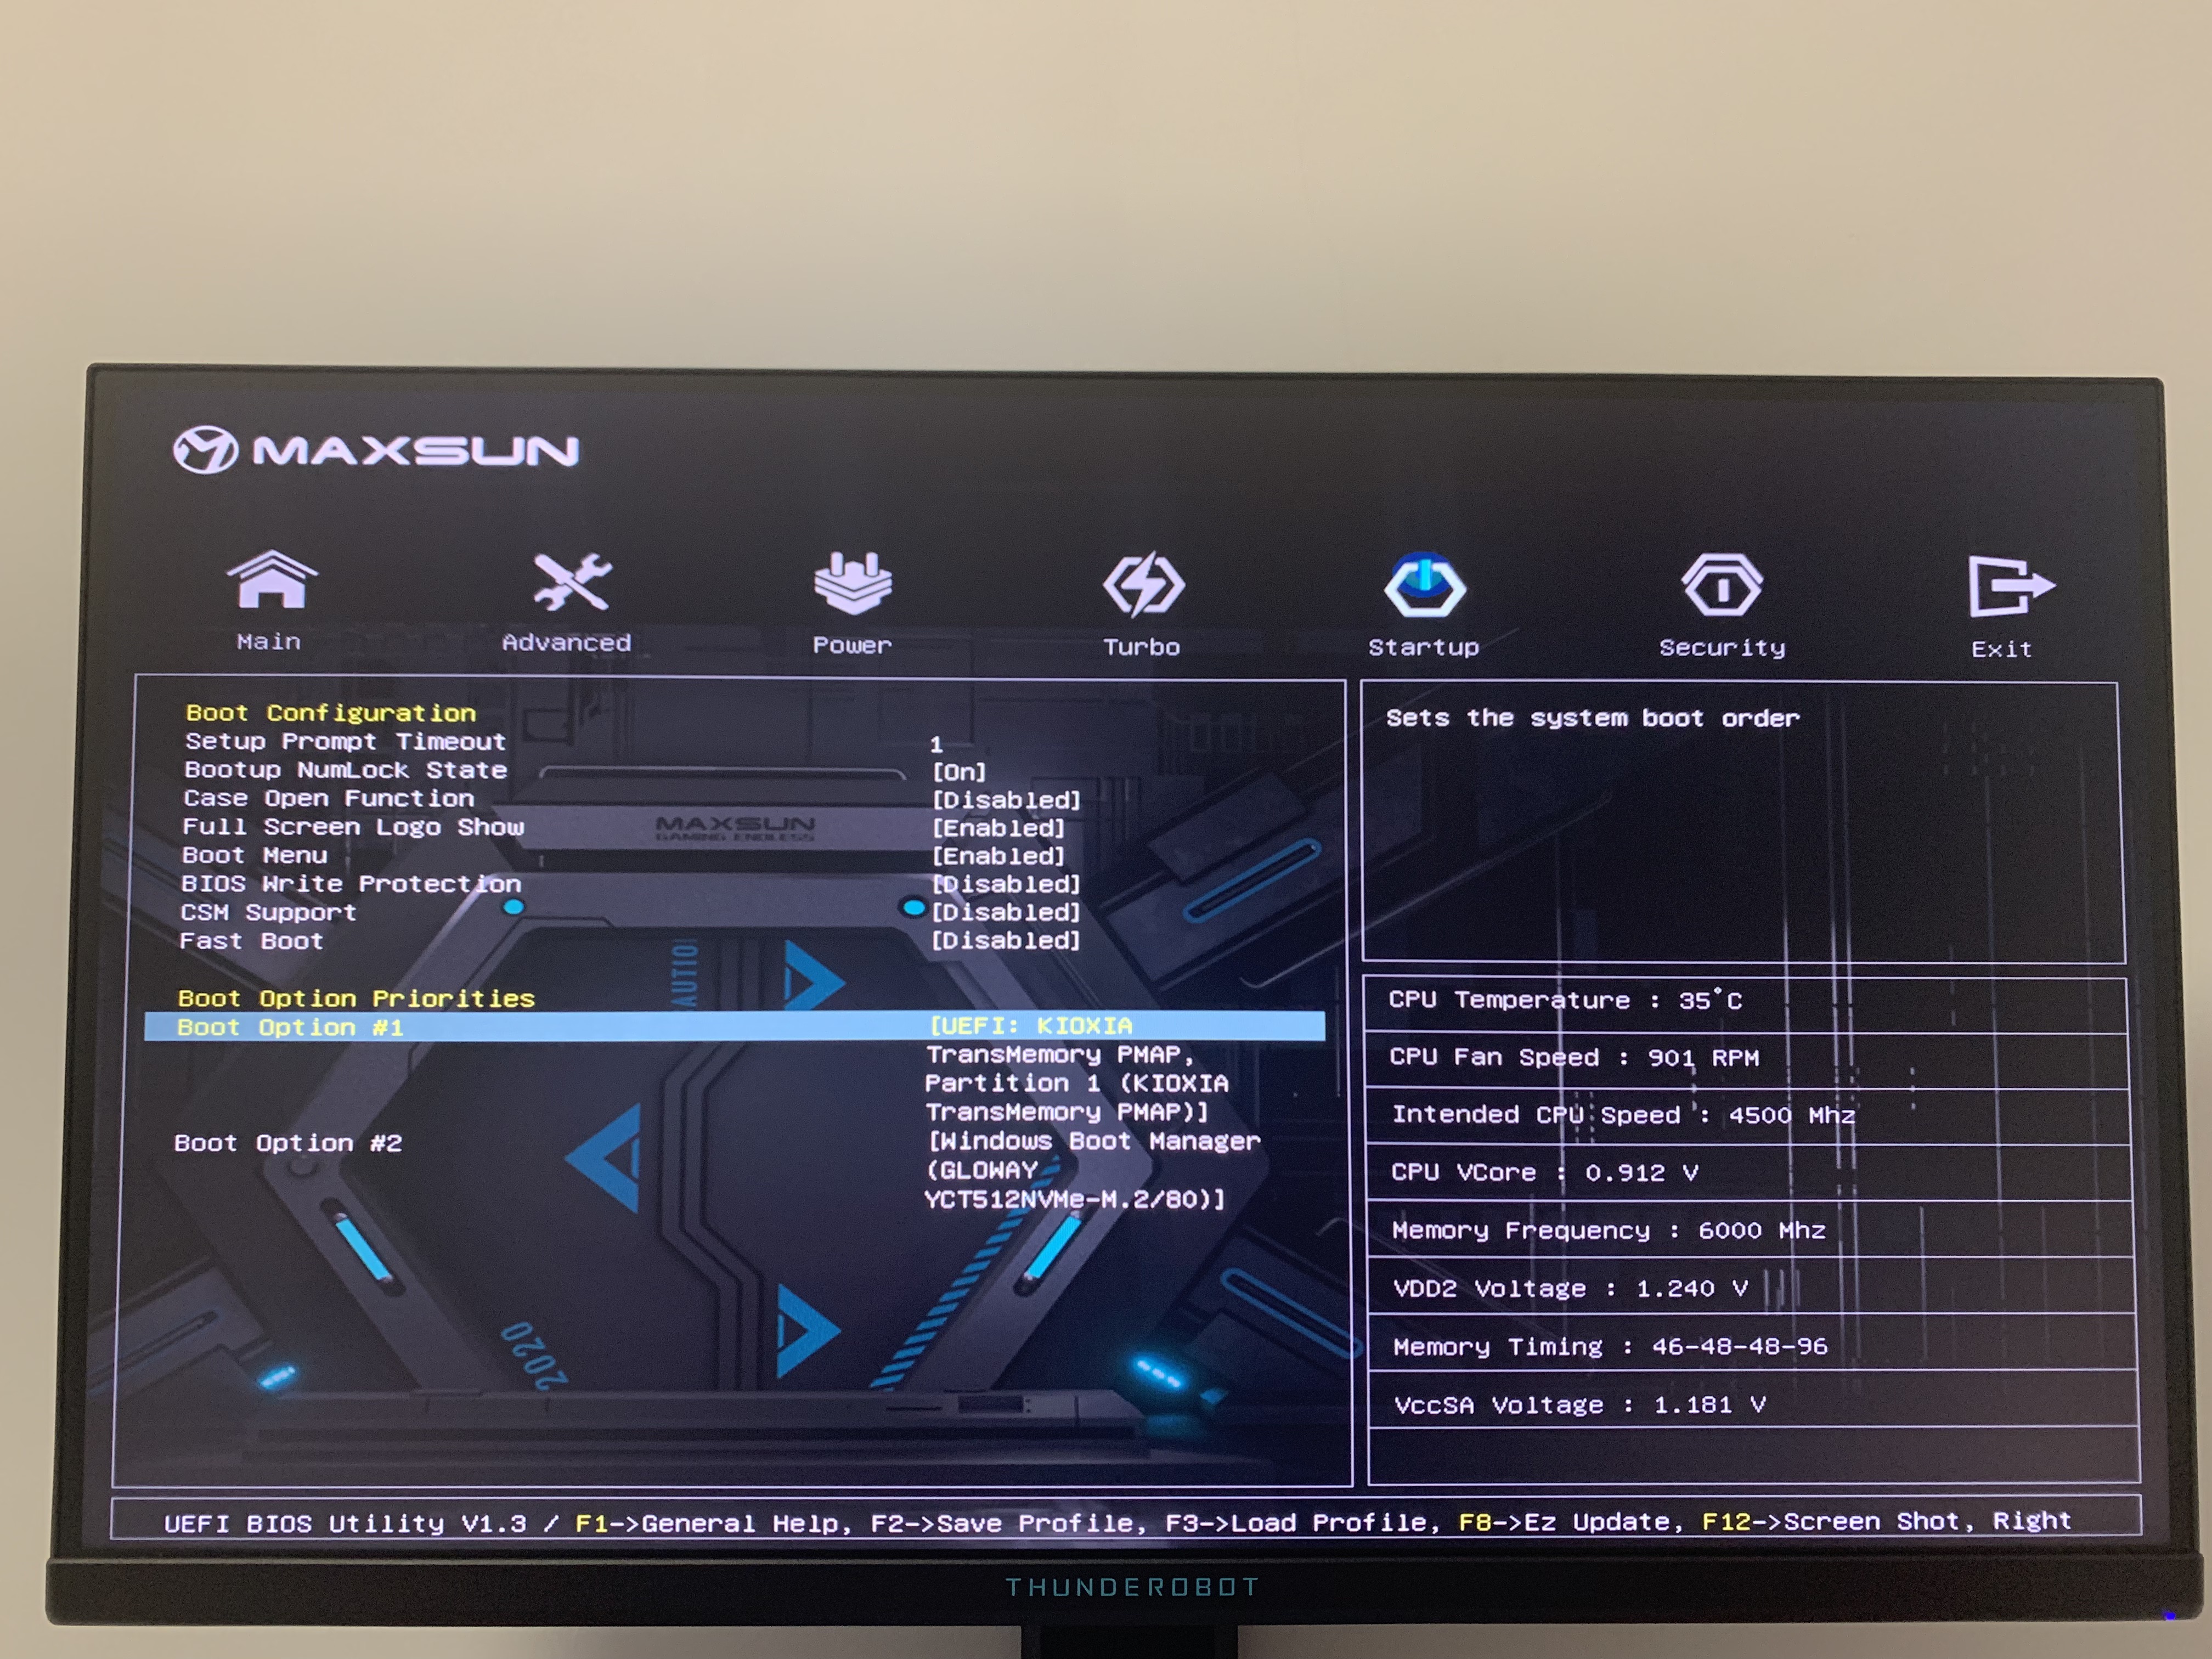 MAXSUN
Main Advanced Power Turbo Startup Security Exit
Boot Configuration
Setup Prompt Timeout 1
Bootup NumLock State [On]
Case Open Function [Disabled]
Full Screen Logo Show [Enabled]
Boot Menu [Enabled]
BIOS Write Protection [Disabled]
CSM Support [Disabled]
Fast Boot [Disabled]
Boot Option Priorities
Boot Option #1 [UEFI: KIOXIA
TransMemory PMAP,
Partition 1 (KIOXIA
TransMemory PMAP)]
Boot Option #2 [Windows Boot Manager
(GLOWAY
YCT512NVMe-M.2/80)]
MAXSUN
GAMING ENDLESS
AUTIO
2020
Sets the system boot order
CPU Temperature : 35°C
CPU Fan Speed : 901 RPM
Intended CPU Speed : 4500 Mhz
CPU VCore : 0.912 V
Memory Frequency : 6000 Mhz
VDD2 Voltage : 1.240 V
Memory Timing : 46-48-48-96
VccSA Voltage : 1.181 V
UEFI BIOS Utility V1.3 / F1->General Help, F2->Save Profile, F3->Load Profile, F8->Ez Update, F12->Screen Shot, Right
THUNDEROBOT